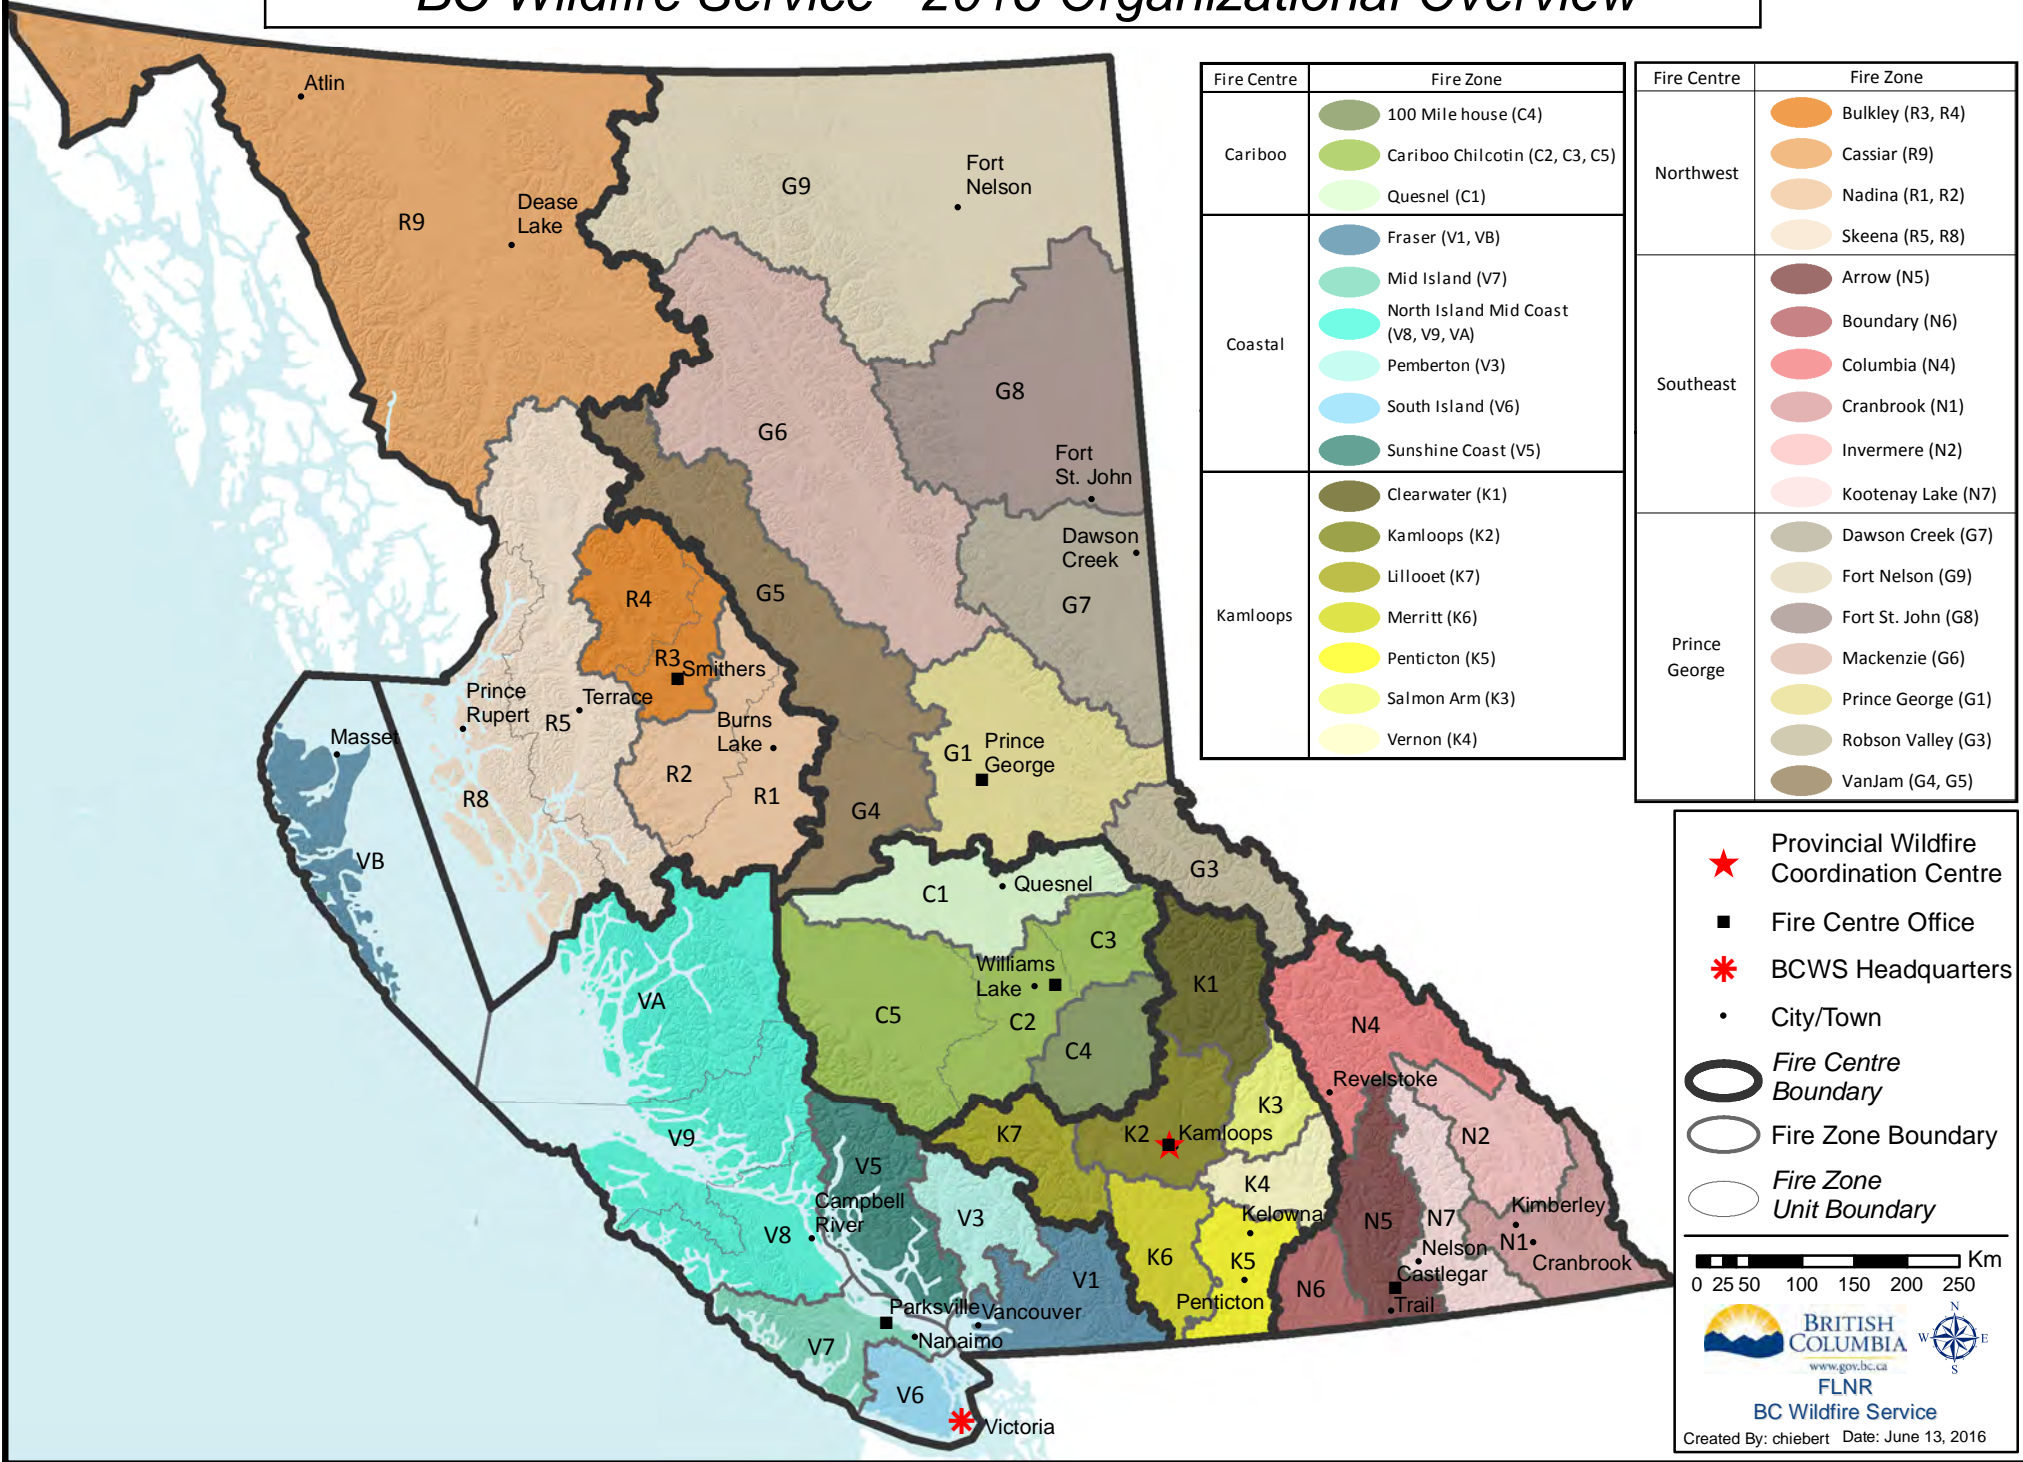 BC Wildfire Service - 2016 Organizational Overview
Fire Centre
Fire Zone
Cariboo
100 Mile house (C4)
Cariboo Chilcotin (C2, C3, C5)
Quesnel (C1)
Coastal
Fraser (V1, VB)
Mid Island (V7)
North Island Mid Coast
(V8, V9, VA)
Pemberton (V3)
South Island (V6)
Sunshine Coast (V5)
Kamloops
Clearwater (K1)
Kamloops (K2)
Lillooet (K7)
Merritt (K6)
Penticton (K5)
Salmon Arm (K3)
Vernon (K4)
Fire Centre
Fire Zone
Northwest
Bulkley (R3, R4)
Cassiar (R9)
Nadina (R1, R2)
Skeena (R5, R8)
Southeast
Arrow (N5)
Boundary (N6)
Columbia (N4)
Cranbrook (N1)
Invermere (N2)
Kootenay Lake (N7)
Prince
George
Dawson Creek (G7)
Fort Nelson (G9)
Fort St. John (G8)
Mackenzie (G6)
Prince George (G1)
Robson Valley (G3)
VanJam (G4, G5)
Atlin
R9
Dease
Lake
G9
Fort
Nelson
G8
G6
Fort
St. John
Dawson
Creek
G7
G5
R4
R3
Smithers
Terrace
Prince
Rupert
R5
Burns
Lake
R2
R1
R8
Masset
VB
G1
Prince
George
G4
G3
C1
Quesnel
C3
Williams
Lake
C5
C2
C4
K1
VA
N4
Revelstoke
K3
K2
Kamloops
K7
V9
V5
N2
K4
Campbell
River
V3
V8
Kelowna
Kimberley
N5
N7
N1
Nelson
Cranbrook
K6
K5
V1
N6
Castlegar
Penticton
Trail
Parksville
Vancouver
Nanaimo
V7
V6
Victoria
Provincial Wildfire
Coordination Centre
Fire Centre Office
BCWS Headquarters
City/Town
Fire Centre
Boundary
Fire Zone Boundary
Fire Zone
Unit Boundary
Km
0 25 50 100 150 200 250
BRITISH
COLUMBIA
www.gov.bc.ca
N
W
E
S
FLNR
BC Wildfire Service
Created By: chiebert Date: June 13, 2016